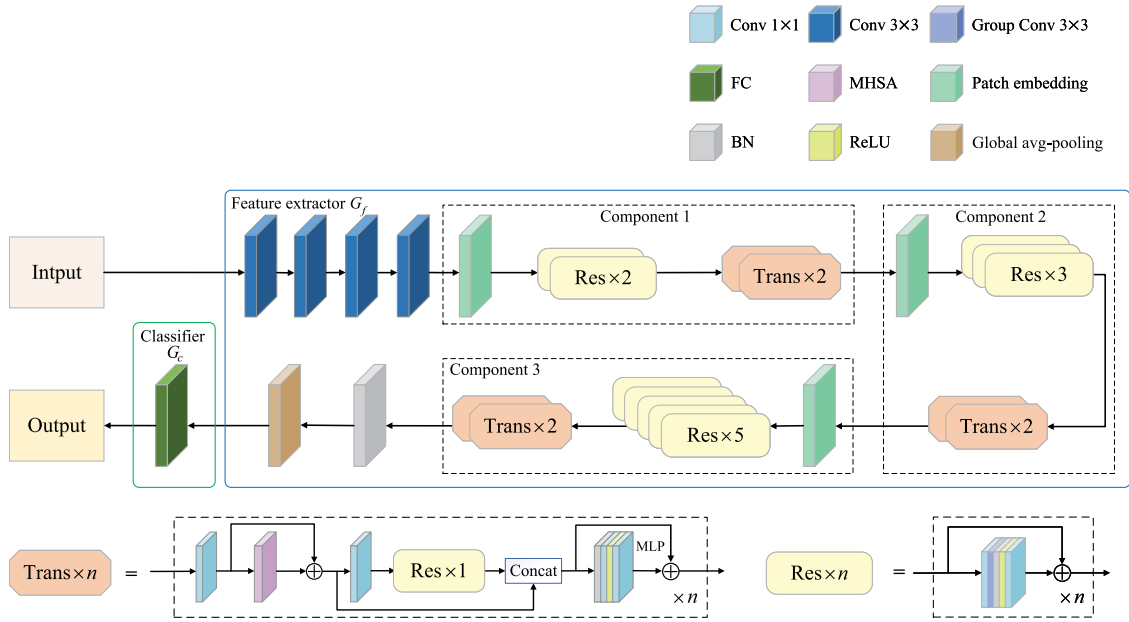 Conv 1×1
Conv 3×3
Group Conv 3×3
FC
MHSA
Patch embedding
BN
ReLU
Global avg-pooling
Feature extractor G_f
Component 1
Component 2
Intput
Res×2
Trans×2
Res×3
Classifier
G_c
Component 3
Output
Trans×2
Res×5
Trans×2
Trans×n
=
Res×1
Concat
MLP
×n
Res×n
=
×n